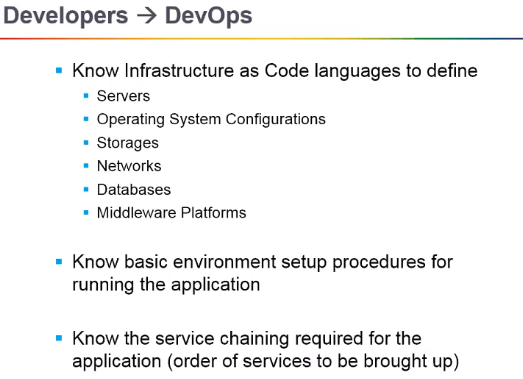 Developers → DevOps
▪ Know Infrastructure as Code languages to define
▪ Servers
▪ Operating System Configurations
▪ Storages
▪ Networks
▪ Databases
▪ Middleware Platforms
▪ Know basic environment setup procedures for
running the application
▪ Know the service chaining required for the
application (order of services to be brought up)